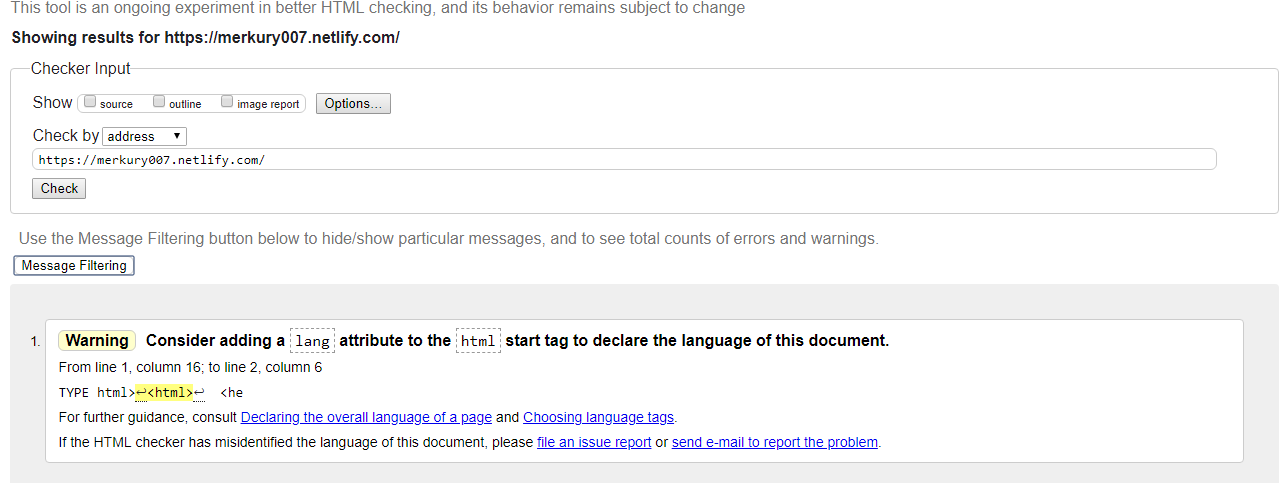 This tool is an ongoing experiment in better HTML checking, and its behavior remains subject to change
Showing results for https://merkury007.netlify.com/
Checker Input
Show source outline image report Options...
Check by address
https://merkury007.netlify.com/
Check
Use the Message Filtering button below to hide/show particular messages, and to see total counts of errors and warnings.
Message Filtering
1. Warning Consider adding a lang attribute to the html start tag to declare the language of this document.
From line 1, column 16; to line 2, column 6
TYPE html>↩<html>↩ <he
For further guidance, consult Declaring the overall language of a page and Choosing language tags.
If the HTML checker has misidentified the language of this document, please file an issue report or send e-mail to report the problem.